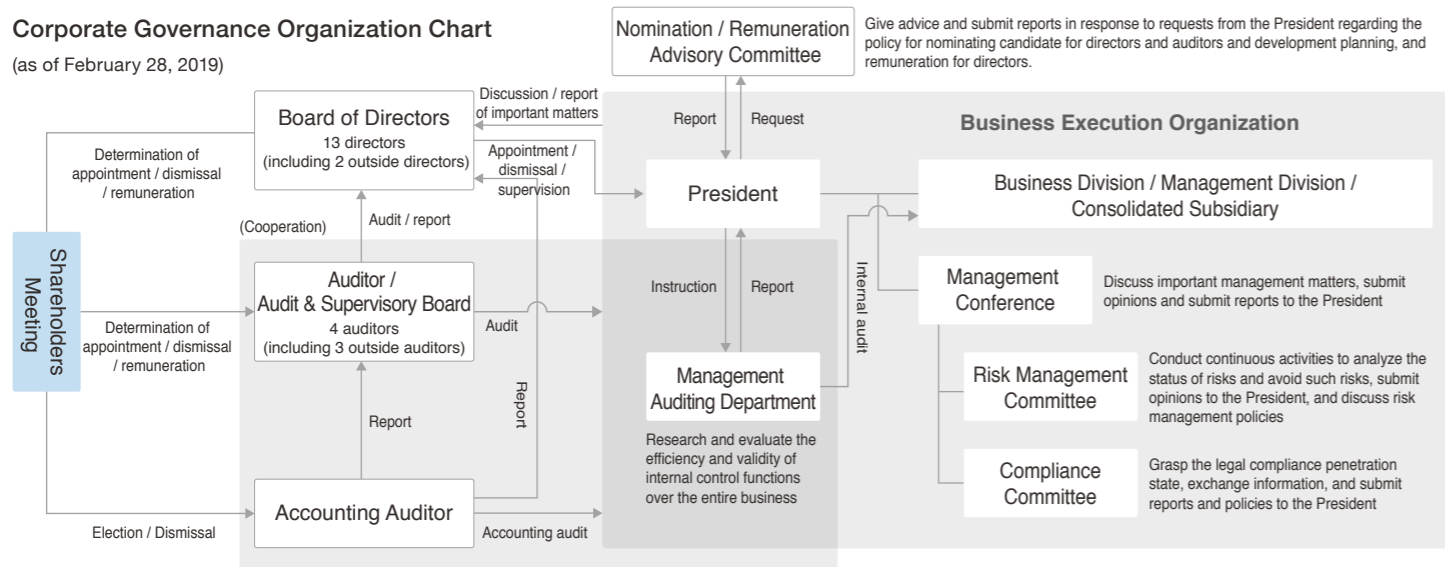 Corporate Governance Organization Chart
(as of February 28, 2019)
Nomination / Remuneration
Advisory Committee
Give advice and submit reports in response to requests from the President regarding the
policy for nominating candidate for directors and auditors and development planning, and
remuneration for directors.
Board of Directors
13 directors
(including 2 outside directors)
Discussion / report
of important matters
Report
Request
Business Execution Organization
Determination of
appointment / dismissal
/ remuneration
Appointment /
dismissal /
supervision
President
Business Division / Management Division /
Consolidated Subsidiary
(Cooperation)
Audit / report
Shareholders
Meeting
Auditor /
Audit & Supervisory Board
4 auditors
(including 3 outside auditors)
Audit
Instruction
Report
Internal audit
Management
Conference
Discuss important management matters, submit
opinions and submit reports to the President
Determination of
appointment / dismissal
/ remuneration
Report
Report
Management
Auditing Department
Research and evaluate the
efficiency and validity of
internal control functions
over the entire business
Risk Management
Committee
Conduct continuous activities to analyze the
status of risks and avoid such risks, submit
opinions to the President, and discuss risk
management policies
Compliance
Committee
Grasp the legal compliance penetration
state, exchange information, and submit
reports and policies to the President
Accounting Auditor
Election / Dismissal
Accounting audit